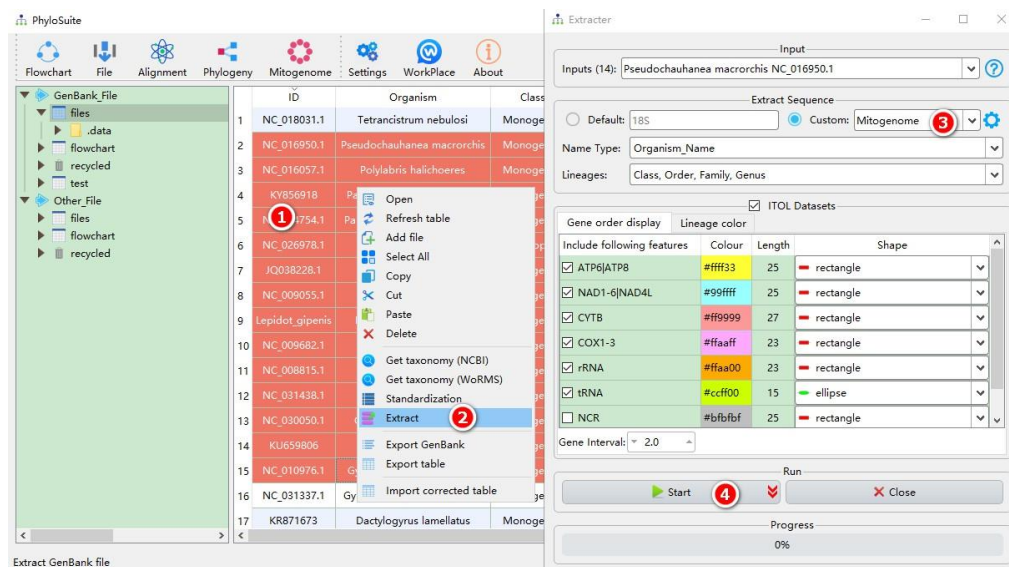 PhyloSuite
Flowchart File Alignment Phylogeny Mitogenome Settings WorkPlace About
GenBank_File
files
.data
flowchart
recycled
test
Other_File
files
flowchart
recycled
ID Organism Class
1 NC_018031.1 Tetrancistrum nebulosi Monoge
2 NC_016950.1 Pseudochauhanea macrorchis Monoge
3 NC_016057.1 Polylabris halichoeres Monoge
4 KY856918 Pa
5 754.1 Pa
6 NC_026978.1
7 JQ038228.1
8 NC_009055.1
9 Lepidot_gipenis
10 NC_009682.1
11 NC_008815.1
12 NC_031438.1
13 NC_030050.1
14 KU659806
15 NC_010976.1 Gy
16 NC_031337.1 Gy
17 KR871673 Dactylogyrus lamellatus Monoge
1
Open
Refresh table
Add file
Select All
Copy
Cut
Paste
Delete
Get taxonomy (NCBI)
Get taxonomy (WoRMS)
Standardization
Extract 2
Export GenBank
Export table
Import corrected table
Extract GenBank file
Extracter
Input
Inputs (14): Pseudochauhanea macrorchis NC_016950.1
Extract Sequence
Default: 18S Custom: Mitogenome 3
Name Type: Organism_Name
Lineages: Class, Order, Family, Genus
ITOL Datasets
Gene order display Lineage color
Include following features Colour Length Shape
ATP6|ATP8 #ffff33 25 rectangle
NAD1-6|NAD4L #99ffff 25 rectangle
CYTB #ff9999 27 rectangle
COX1-3 #ffaaff 23 rectangle
rRNA #ffaa00 23 rectangle
tRNA #ccff00 15 ellipse
NCR #bfbfbf 25 rectangle
Gene Interval: 2.0
Run
Start 4 Close
Progress
0%